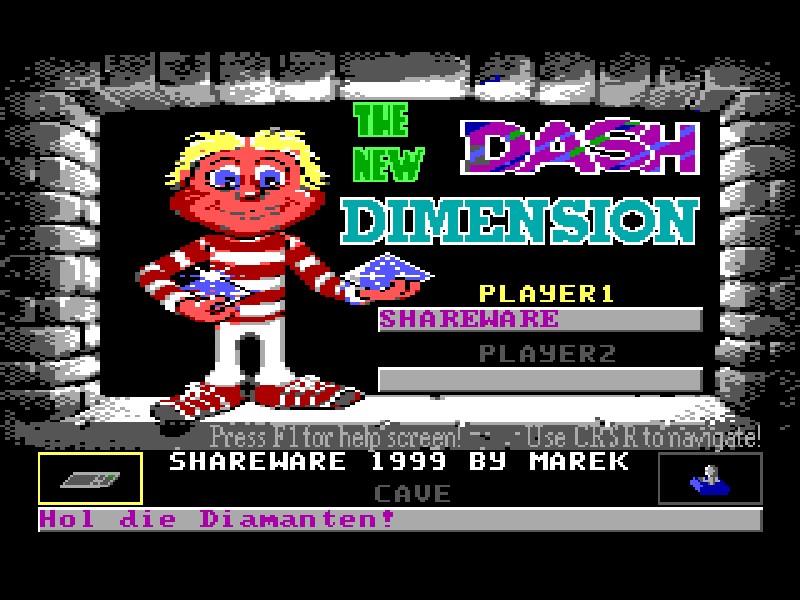 THE
NEW
DASH
DIMENSION
PLAYER1
SHAREWARE
PLAYER2
Press F1 for help screen! -- .- Use CRSR to navigate!
SHAREWARE 1999 BY MAREK
CAVE
Hol die Diamanten!